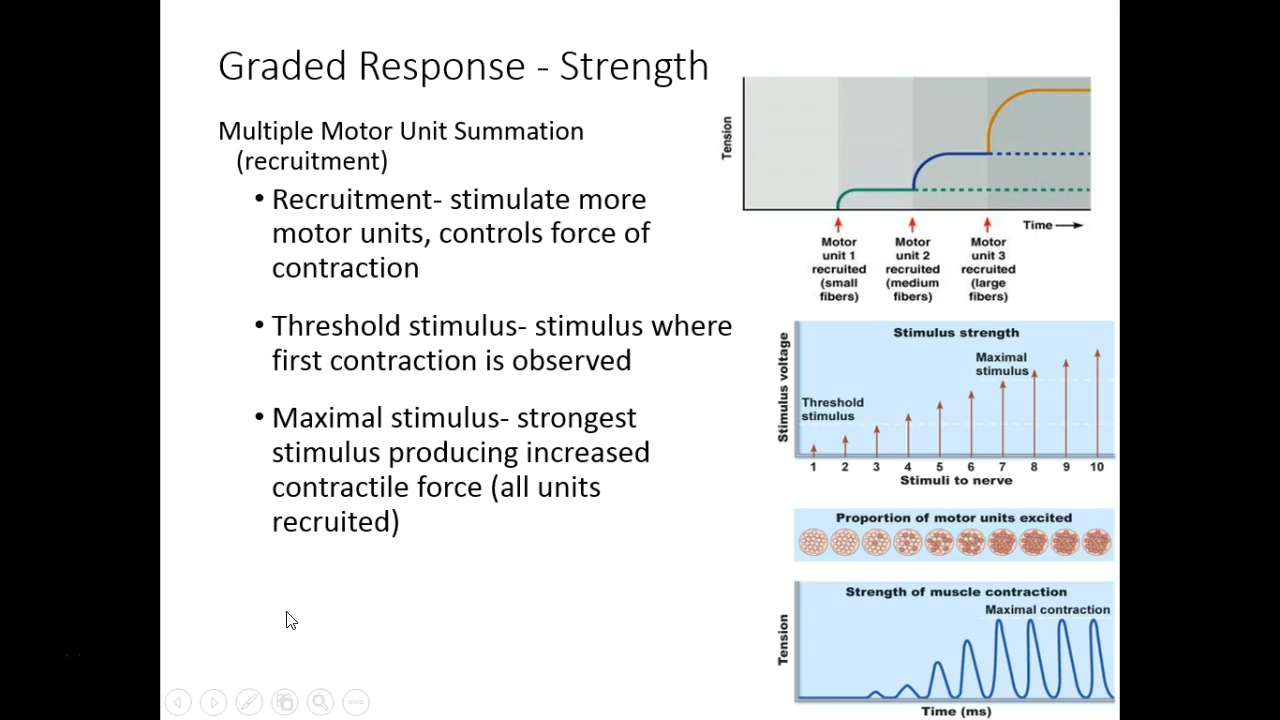 Graded Response - Strength
Multiple Motor Unit Summation
(recruitment)
• Recruitment- stimulate more
motor units, controls force of
contraction
• Threshold stimulus- stimulus where
first contraction is observed
• Maximal stimulus- strongest
stimulus producing increased
contractile force (all units
recruited)
Tension
Time
Motor
unit 1
recruited
(small
fibers)
Motor
unit 2
recruited
(medium
fibers)
Motor
unit 3
recruited
(large
fibers)
Stimulus strength
Stimulus voltage
Maximal
stimulus
Threshold
stimulus
1 2 3 4 5 6 7 8 9 10
Stimuli to nerve
Proportion of motor units excited
Strength of muscle contraction
Maximal contraction
Tension
Time (ms)